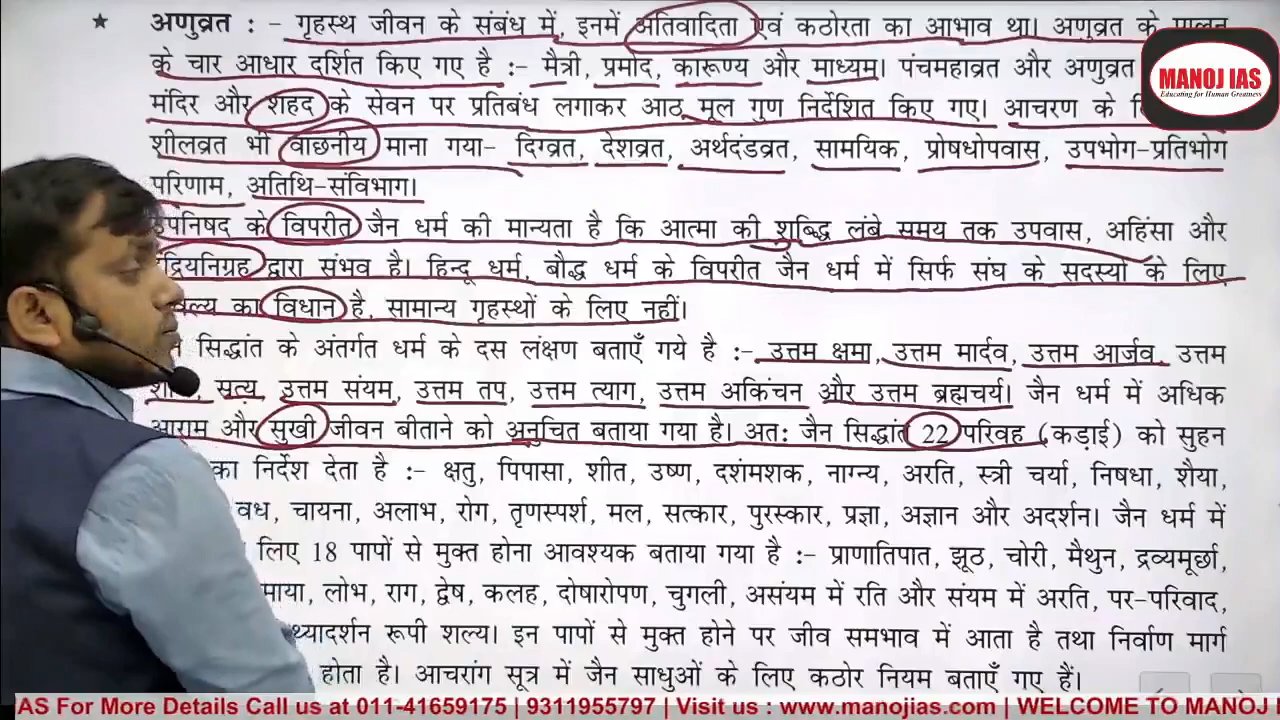 ★ अणुव्रत : - गृहस्थ जीवन के संबंध में, इनमें अतिवादिता एवं कठोरता का आभाव था। अणुव्रत के पालन
के चार आधार दर्शित किए गए है :- मैत्री, प्रमोद, कारूण्य और माध्यम। पंचमहाव्रत और अणुव्रत
मंदिर और शहद के सेवन पर प्रतिबंध लगाकर आठ मूल गुण निर्देशित किए गए। आचरण के
शीलव्रत भी वाछनीय माना गया- दिग्व्रत, देशव्रत, अर्थदंडव्रत, सामयिक, प्रोषधोपवास, उपभोग-प्रतिभोग
परिणाम, अतिथि-संविभाग।
उपनिषद के विपरीत जैन धर्म की मान्यता है कि आत्मा की शुब्द्धि लंबे समय तक उपवास, अहिंसा और
द्रियनिग्रह द्वारा संभव है। हिन्दू धर्म, बौद्ध धर्म के विपरीत जैन धर्म में सिर्फ संघ के सदस्यों के लिए
वल्य का विधान है, सामान्य गृहस्थों के लिए नहीं।
सिद्धांत के अंतर्गत धर्म के दस लंक्षण बताएँ गये है :- उत्तम क्षमा, उत्तम मार्दव, उत्तम आर्जव, उत्तम
सत्य, उत्तम संयम, उत्तम तप, उत्तम त्याग, उत्तम अकिंचन और उत्तम ब्रह्मचर्य। जैन धर्म में अधिक
आराम और सुखी जीवन बीताने को अनुचित बताया गया है। अतः जैन सिद्धांत 22 परिवह (कड़ाई) को सुहन
का निर्देश देता है :- क्षतु, पिपासा, शीत, उष्ण, दशंमशक, नाग्न्य, अरति, स्त्री चर्या, निषधा, शैया,
वध, चायना, अलाभ, रोग, तृणस्पर्श, मल, सत्कार, पुरस्कार, प्रज्ञा, अज्ञान और अदर्शन। जैन धर्म में
लिए 18 पापों से मुक्त होना आवश्यक बताया गया है :- प्राणातिपात, झूठ, चोरी, मैथुन, द्रव्यमूर्छा,
माया, लोभ, राग, द्वेष, कलह, दोषारोपण, चुगली, असंयम में रति और संयम में अरति, पर-परिवाद,
थ्यादर्शन रूपी शल्य। इन पापों से मुक्त होने पर जीव समभाव में आता है तथा निर्वाण मार्ग
होता है। आचरांग सूत्र में जैन साधुओं के लिए कठोर नियम बताएँ गए हैं।
MANOJ IAS
Educating for Human Greatness
AS For More Details Call us at 011-41659175 | 9311955797 | Visit us : www.manojias.com | WELCOME TO MANOJ I